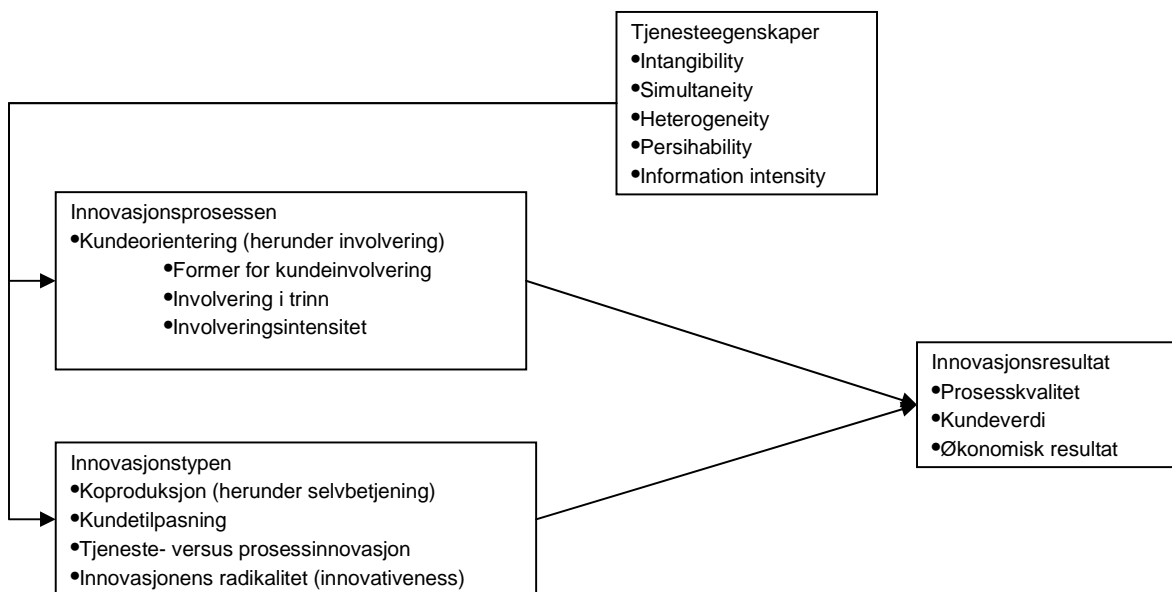 Tjenesteegenskaper
•Intangibility
•Simultaneity
•Heterogeneity
•Persihability
•Information intensity
Innovasjonsprosessen
•Kundeorientering (herunder involvering)
•Former for kundeinvolvering
•Involvering i trinn
•Involveringsintensitet
Innovasjonsresultat
•Prosesskvalitet
•Kundeverdi
•Økonomisk resultat
Innovasjonstypen
•Koproduksjon (herunder selvbetjening)
•Kundetilpasning
•Tjeneste- versus prosessinnovasjon
•Innovasjonens radikalitet (innovativeness)